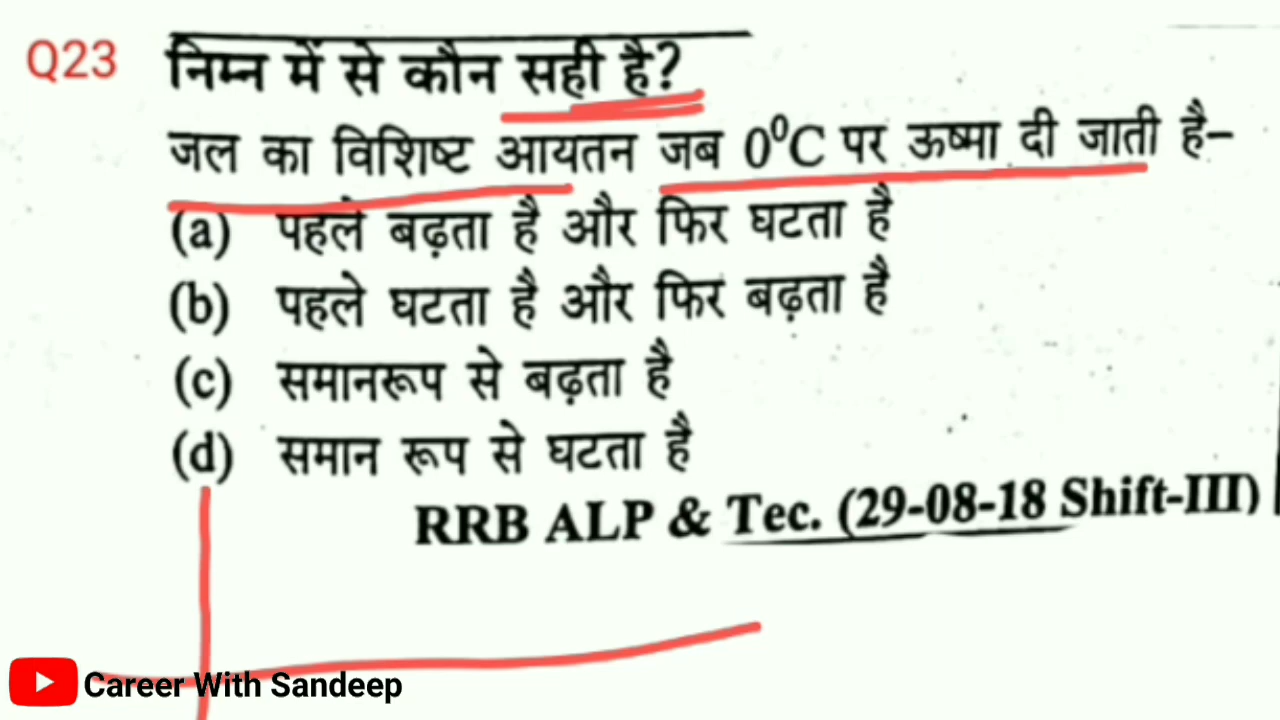 Q23 निम्न में से कौन सही है?
जल का विशिष्ट आयतन जब 0⁰C पर ऊष्मा दी जाती है–
(a) पहले बढ़ता है और फिर घटता है
(b) पहले घटता है और फिर बढ़ता है
(c) समानरूप से बढ़ता है
(d) समान रूप से घटता है
RRB ALP & Tec. (29-08-18 Shift-III)
Career With Sandeep